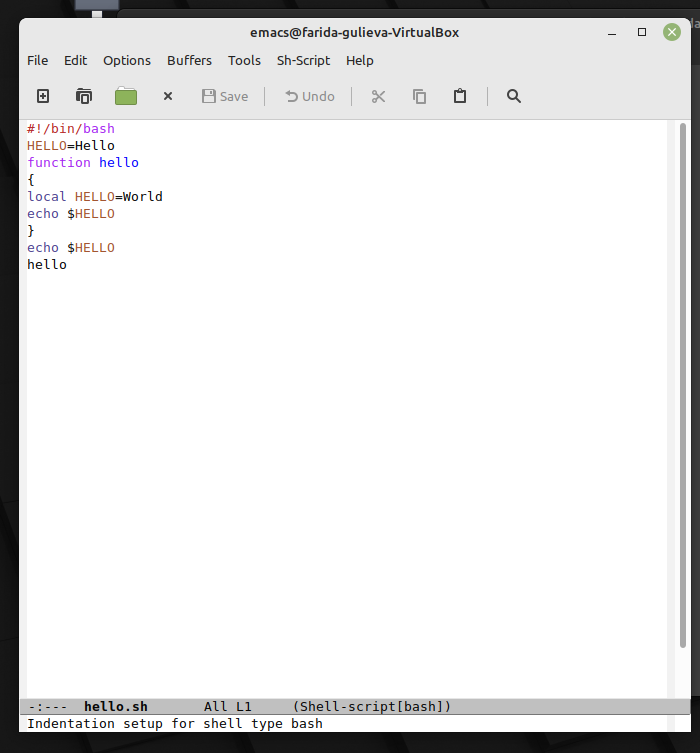 emacs@farida-gulieva-VirtualBox
File Edit Options Buffers Tools Sh-Script Help
Save Undo
#!/bin/bash
HELLO=Hello
function hello
{
local HELLO=World
echo $HELLO
}
echo $HELLO
hello
-:--- hello.sh All L1 (Shell-script[bash])
Indentation setup for shell type bash